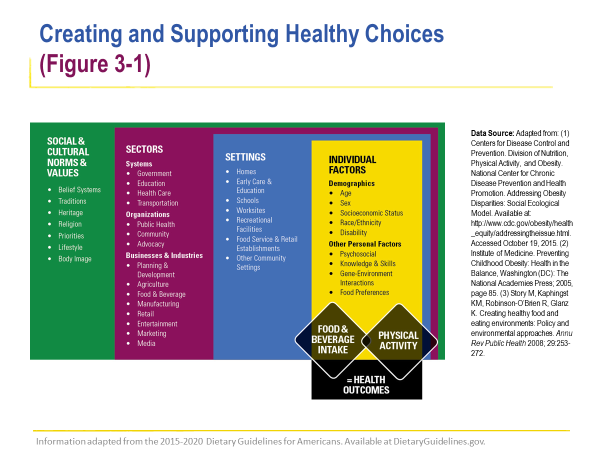 Creating and Supporting Healthy Choices
(Figure 3-1)
SOCIAL &
CULTURAL
NORMS &
VALUES
• Belief Systems
• Traditions
• Heritage
• Religion
• Priorities
• Lifestyle
• Body Image
SECTORS
Systems
• Government
• Education
• Health Care
• Transportation
Organizations
• Public Health
• Community
• Advocacy
Businesses & Industries
• Planning &
Development
• Agriculture
• Food & Beverage
• Manufacturing
• Retail
• Entertainment
• Marketing
• Media
SETTINGS
• Homes
• Early Care &
Education
• Schools
• Worksites
• Recreational
Facilities
• Food Service & Retail
Establishments
• Other Community
Settings
INDIVIDUAL
FACTORS
Demographics
• Age
• Sex
• Socioeconomic Status
• Race/Ethnicity
• Disability
Other Personal Factors
• Psychosocial
• Knowledge & Skills
• Gene-Environment
Interactions
• Food Preferences
FOOD &
BEVERAGE
INTAKE
PHYSICAL
ACTIVITY
= HEALTH
OUTCOMES
Data Source: Adapted from: (1)
Centers for Disease Control and
Prevention. Division of Nutrition,
Physical Activity, and Obesity.
National Center for Chronic
Disease Prevention and Health
Promotion. Addressing Obesity
Disparities: Social Ecological
Model. Available at:
http://www.cdc.gov/obesity/health
_equity/addressingtheissue.html.
Accessed October 19, 2015. (2)
Institute of Medicine. Preventing
Childhood Obesity: Health in the
Balance, Washington (DC): The
National Academies Press; 2005,
page 85. (3) Story M, Kaphingst
KM, Robinson-O'Brien R, Glanz
K. Creating healthy food and
eating environments: Policy and
environmental approaches. Annu
Rev Public Health 2008; 29:253-
272.
Information adapted from the 2015-2020 Dietary Guidelines for Americans. Available at DietaryGuidelines.gov.